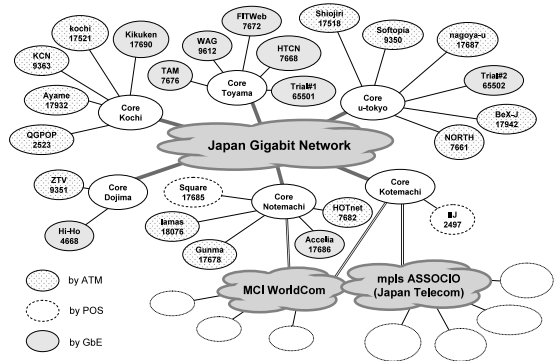 kochi
17521
Kikuken
17690
KCN
9363
Ayame
17932
QGPOP
2523
Core
Kochi
WAG
9612
FITWeb
7672
TAM
7676
HTCN
7668
Trial#1
65501
Core
Toyama
Shiojiri
17518
Softopia
9350
nagoya-u
17687
Trial#2
65502
BeX-J
17942
NORTH
7661
Core
u-tokyo
Japan Gigabit Network
ZTV
9351
Core
Dojima
Hi-Ho
4668
Square
17685
Iamas
18076
Gunma
17678
Core
Notemachi
HOTnet
7682
Accelia
17686
Core
Kotemachi
IIJ
2497
MCI WorldCom
mpls ASSOCIO
(Japan Telecom)
by ATM
by POS
by GbE